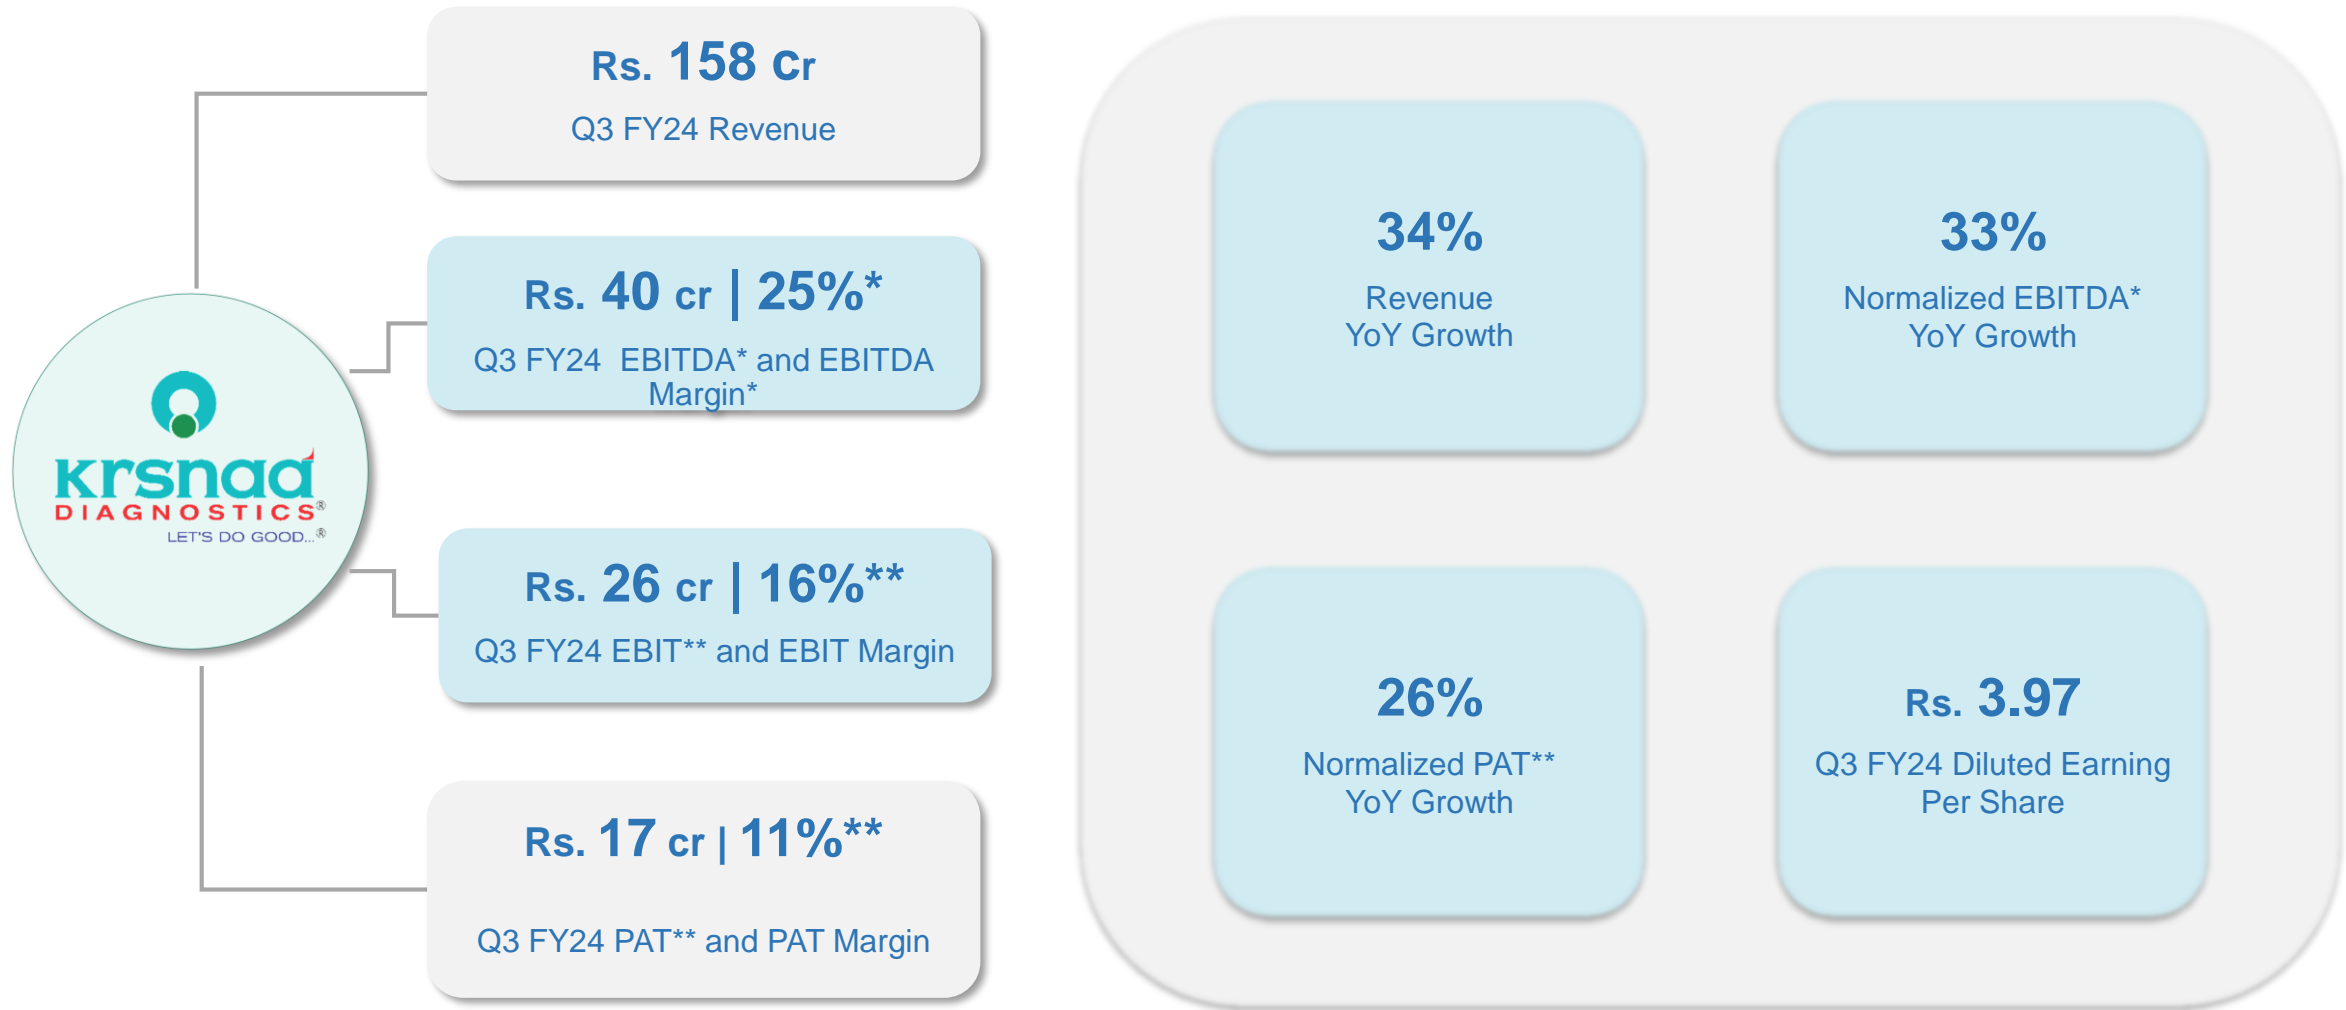 Rs. 158 cr
Q3 FY24 Revenue
Rs. 40 cr | 25%*
Q3 FY24  EBITDA* and EBITDA
Margin*
krsnaa
DIAGNOSTICS®
LET'S DO GOOD...®
Rs. 26 cr | 16%**
Q3 FY24 EBIT** and EBIT Margin
Rs. 17 cr | 11%**
Q3 FY24 PAT** and PAT Margin
34%
Revenue
YoY Growth
33%
Normalized EBITDA*
YoY Growth
26%
Normalized PAT**
YoY Growth
Rs. 3.97
Q3 FY24 Diluted Earning
Per Share